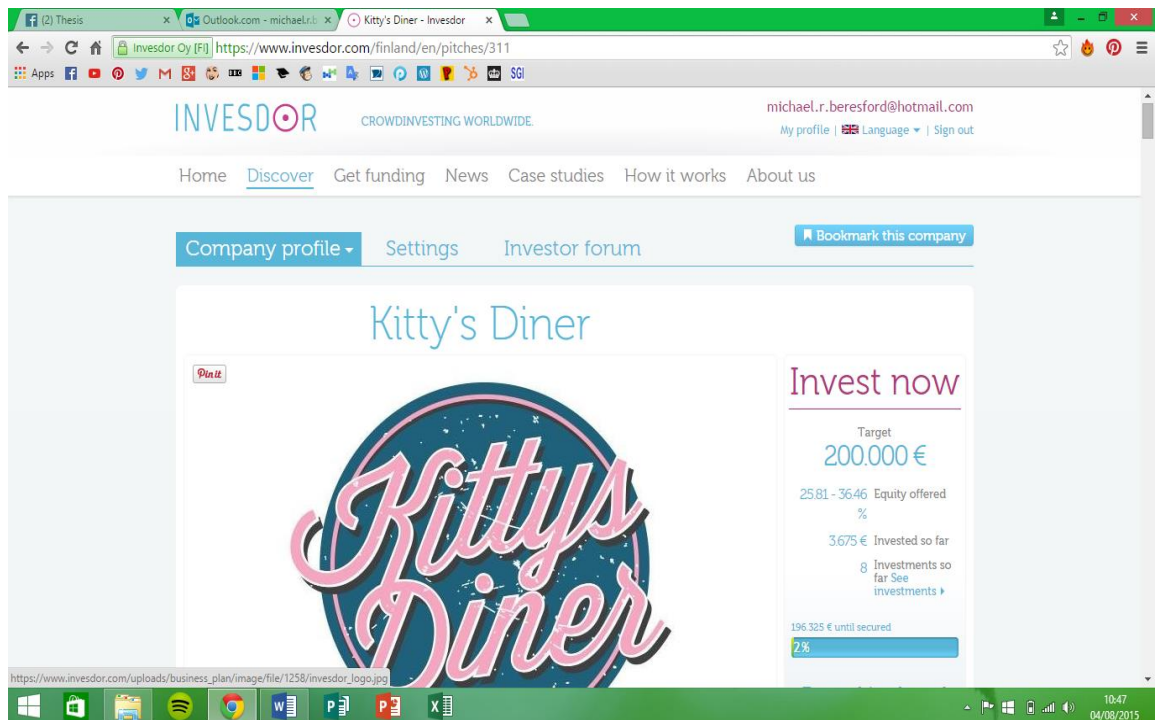 (2) Thesis
Outlook.com - michael.r.b
Kitty's Diner - Invesdor
Invesdor Oy [FI] https://www.invesdor.com/finland/en/pitches/311
Apps
SGI
INVESDOR
CROWDINVESTING WORLDWIDE.
michael.r.beresford@hotmail.com
My profile | Language | Sign out
Home Discover Get funding News Case studies How it works About us
Company profile Settings Investor forum
Bookmark this company
Kitty's Diner
Pin it
Kittys
Diner
Invest now
Target
200.000 €
25.81 - 36.46 Equity offered
%
3.675 € Invested so far
8 Investments so
far See
investments
196.325 € until secured
2%
https://www.invesdor.com/uploads/business_plan/image/file/1258/invesdor_logo.jpg
10:47
04/08/2015